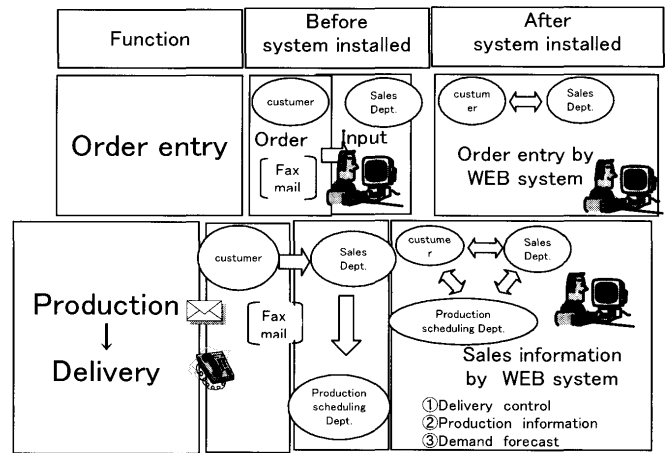 Function
Before
system installed
After
system installed
Order entry
custumer
Sales
Dept.
Order
Input
Fax
mail
custum
er
Sales
Dept.
Order entry by
WEB system
Production
↓
Delivery
custumer
Sales
Dept.
Fax
mail
Production
scheduling
Dept.
custume
r
Sales
Dept.
Production
scheduling Dept.
Sales information
by WEB system
①Delivery control
②Production information
③Demand forecast